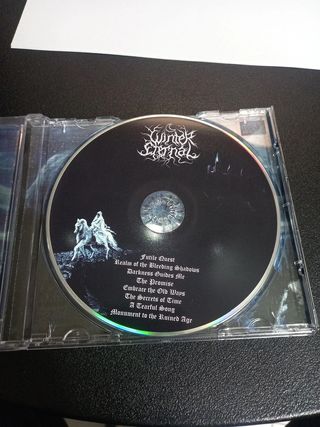 Winter
Eternal
Futile Quest
Realm of the Bleeding Shadows
Darkness Guides Me
The Promise
Embrace the Old Ways
The Secrets of Time
A Tearful Song
Monument to the Ruined Age